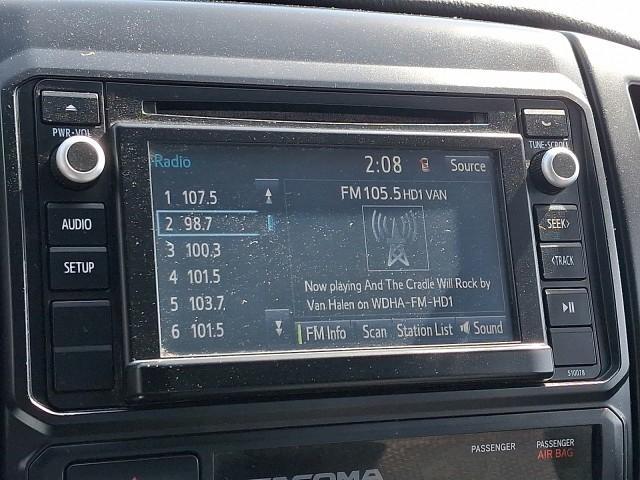 PWR•VOL
AUDIO
SETUP
Radio 2:08 Source
1 107.5
2 98.7
3 100.3
4 101.5
5 103.7
6 101.5
FM 105.5 HD1 VAN
Now playing And The Cradle Will Rock by
Van Halen on WDHA-FM-HD1
FM Info Scan Station List Sound
TUNE•SCROLL
SEEK>
<TRACK
510078
PASSENGER
PASSENGER
AIR BAG
TACOMA